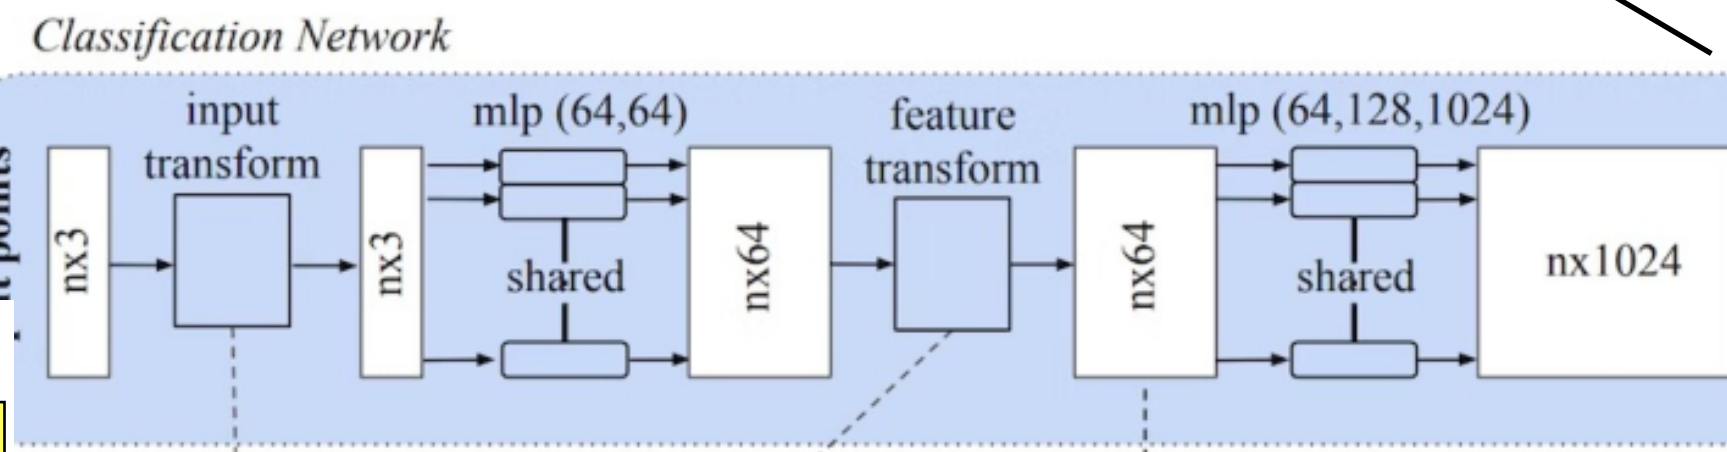 Classification Network
input
transform
mlp (64,64)
feature
transform
mlp (64,128,1024)
nx3
nx3
shared
nx64
nx64
shared
nx1024
points